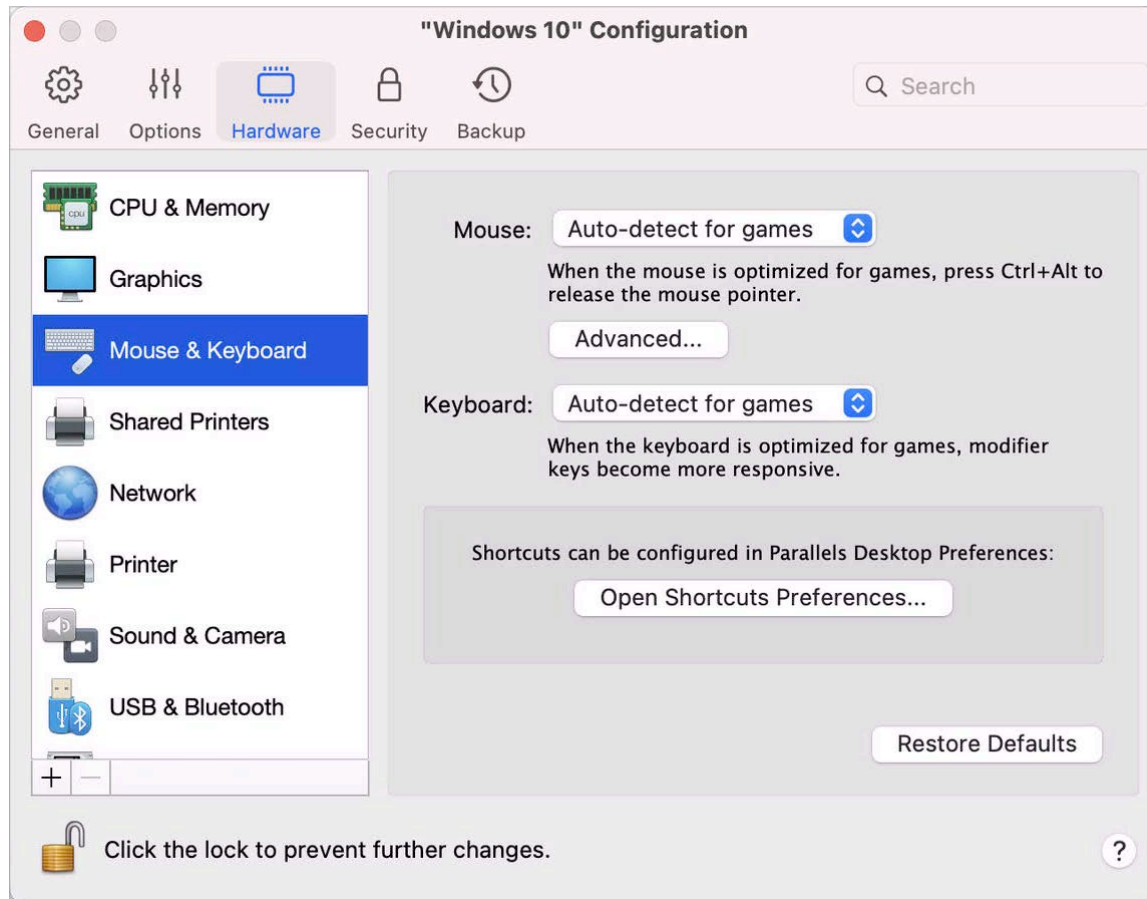 "Windows 10" Configuration
General
Options
Hardware
Security
Backup
Search
CPU & Memory
Graphics
Mouse & Keyboard
Shared Printers
Network
Printer
Sound & Camera
USB & Bluetooth
Mouse: Auto-detect for games
When the mouse is optimized for games, press Ctrl+Alt to
release the mouse pointer.
Advanced...
Keyboard: Auto-detect for games
When the keyboard is optimized for games, modifier
keys become more responsive.
Shortcuts can be configured in Parallels Desktop Preferences:
Open Shortcuts Preferences...
Restore Defaults
Click the lock to prevent further changes.
?